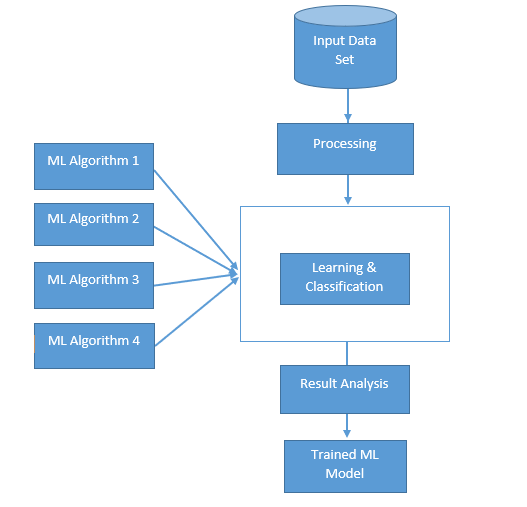 Input Data
Set
Processing
ML Algorithm 1
ML Algorithm 2
ML Algorithm 3
ML Algorithm 4
Learning &
Classification
Result Analysis
Trained ML
Model